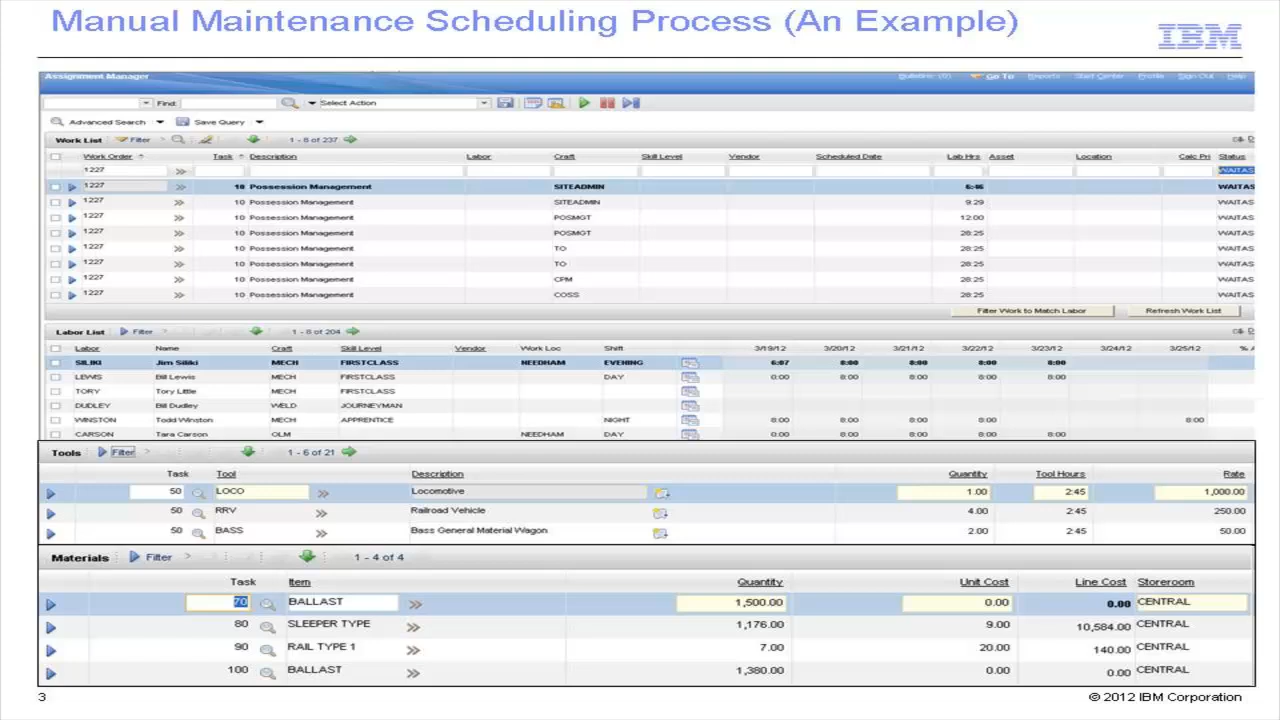 Manual Maintenance Scheduling Process (An Example)
IBM
Assignment Manager Bulletins: (0) Go To Reports Start Center Profile Sign Out Help
Find: Select Action
Advanced Search Save Query
Work List Filter 1 - 8 of 237
Work Order Task Description Labor Craft Skill Level Vendor Scheduled Date Lab Hrs Asset Location Calc Pri Status
1227 WAITAS
1227 10 Possession Management SITEADMIN 6:46 WAITAS
1227 10 Possession Management SITEADMIN 9:29 WAITAS
1227 10 Possession Management POSMGT 12:00 WAITAS
1227 10 Possession Management POSMGT 28:25 WAITAS
1227 10 Possession Management TO 28:25 WAITAS
1227 10 Possession Management TO 28:25 WAITAS
1227 10 Possession Management CPM 28:25 WAITAS
1227 10 Possession Management COSS 28:25 WAITAS
Filter Work to Match Labor Refresh Work List
Labor List Filter 1 - 6 of 204
Labor Name Craft Skill Level Vendor Work Loc Shift 3/19/12 3/20/12 3/21/12 3/22/12 3/23/12 3/24/12 3/25/12 % A
SILIKI Jim Siliki MECH FIRSTCLASS NEEDHAM EVENING 6:07 8:00 8:00 8:00 8:00
LEWIS Bill Lewis MECH FIRSTCLASS DAY 0:00 8:00 8:00 8:00 8:00
TORY Tory Little MECH FIRSTCLASS
DUDLEY Bill Dudley WELD JOURNEYMAN
WINSTON Todd Winston MECH APPRENTICE NIGHT 8:00 8:00 8:00 8:00 8:00
CARSON Tara Carson OLM NEEDHAM DAY 0:00 8:00 8:00 8:00 8:00
Tools Filter 1 - 6 of 21
Task Tool Description Quantity Tool Hours Rate
50 LOCO Locomotive 1.00 2:45 1,000.00
50 RRV Railroad Vehicle 4.00 2:45 250.00
50 BASS Bass General Material Wagon 2.00 2:45 50.00
Materials Filter 1 - 4 of 4
Task Item Quantity Unit Cost Line Cost Storeroom
70 BALLAST 1,500.00 0.00 0.00 CENTRAL
80 SLEEPER TYPE 1,176.00 9.00 10,584.00 CENTRAL
90 RAIL TYPE 1 7.00 20.00 140.00 CENTRAL
100 BALLAST 1,380.00 0.00 0.00 CENTRAL
3 © 2012 IBM Corporation